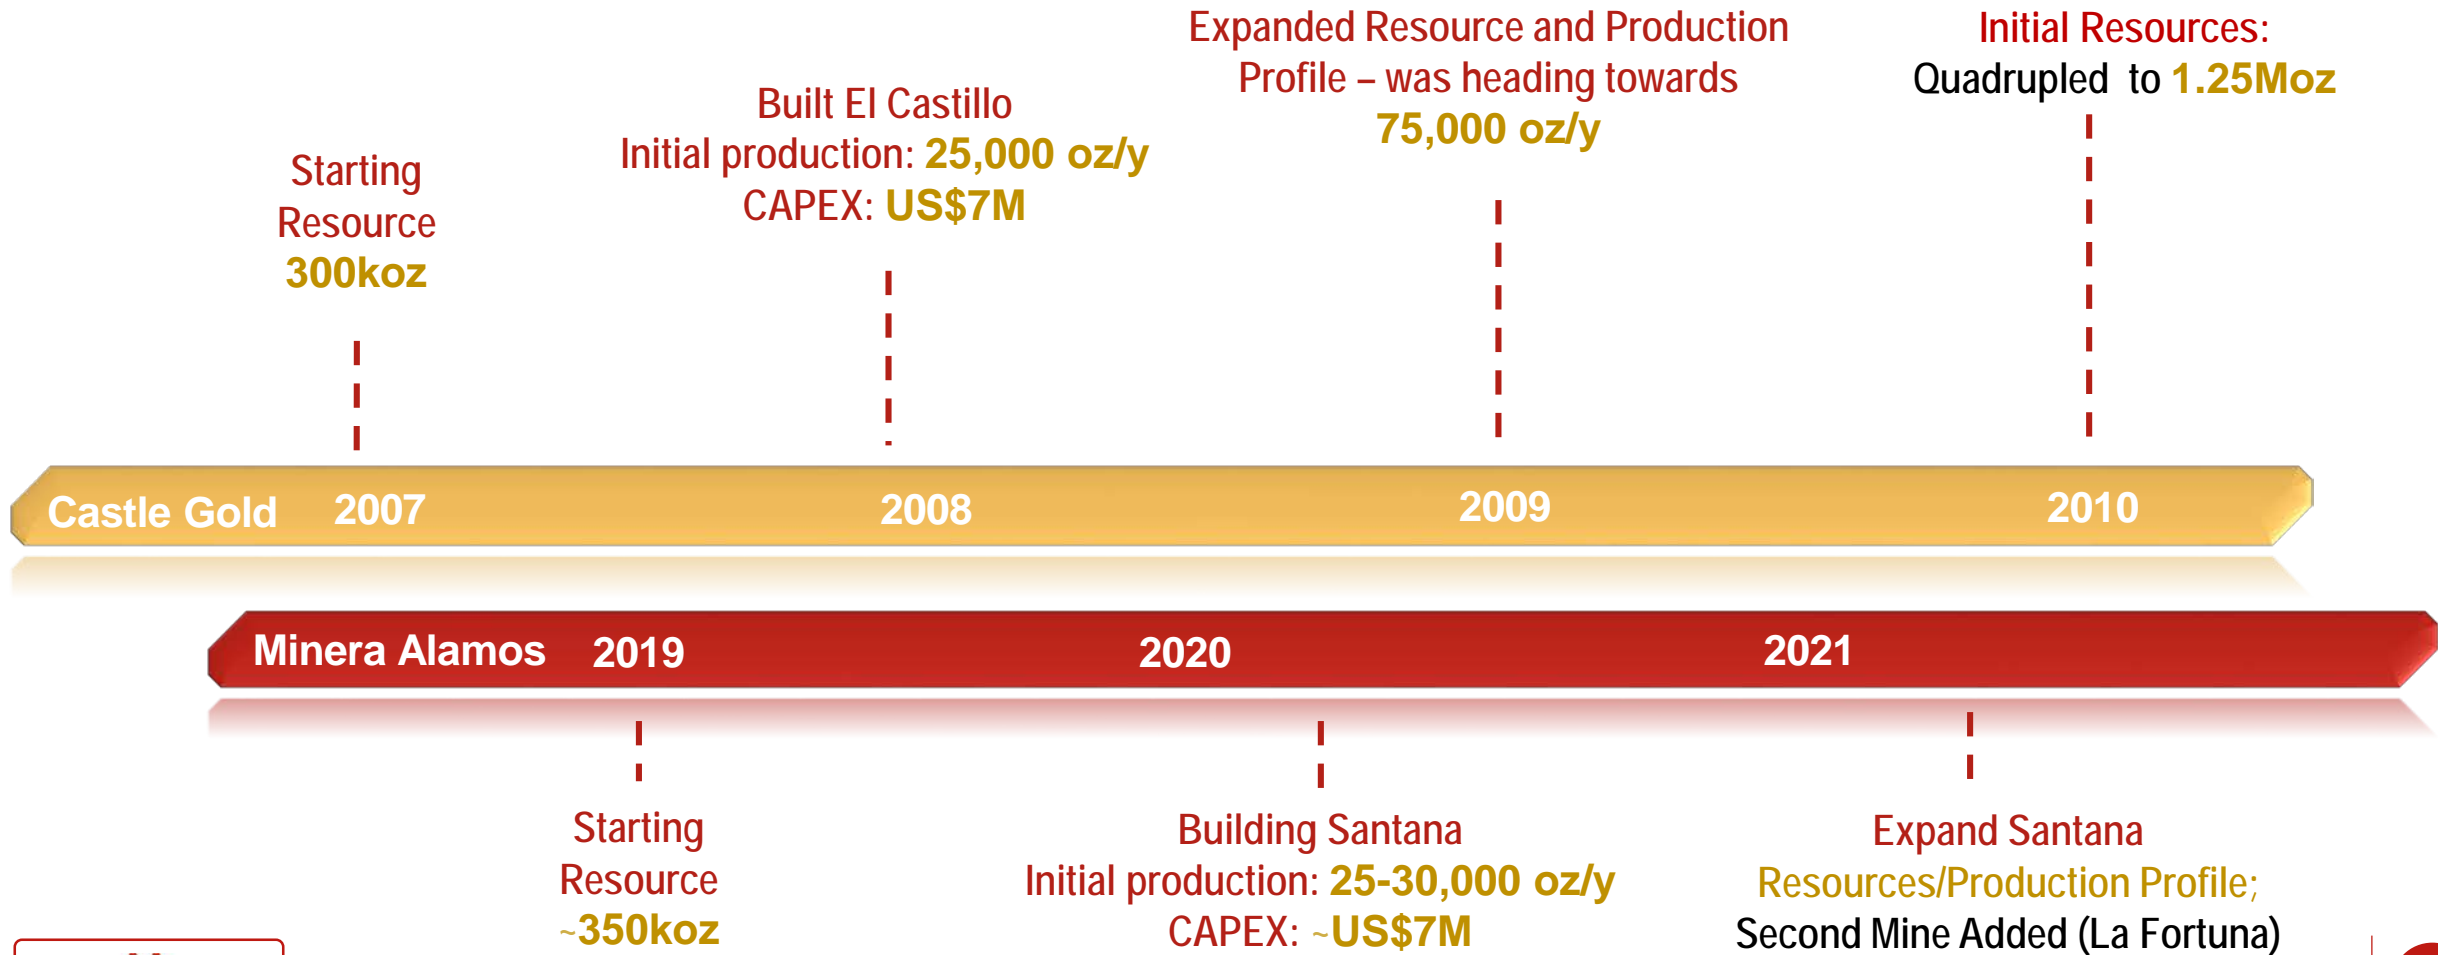 Starting
Resource
300koz
Built El Castillo
Initial production: 25,000 oz/y
CAPEX: US$7M
Expanded Resource and Production
Profile – was heading towards
75,000 oz/y
Initial Resources:
Quadrupled to 1.25Moz
Castle Gold 2007 2008 2009 2010
Minera Alamos 2019 2020 2021
Starting
Resource
~350koz
Building Santana
Initial production: 25-30,000 oz/y
CAPEX: ~US$7M
Expand Santana
Resources/Production Profile;
Second Mine Added (La Fortuna)